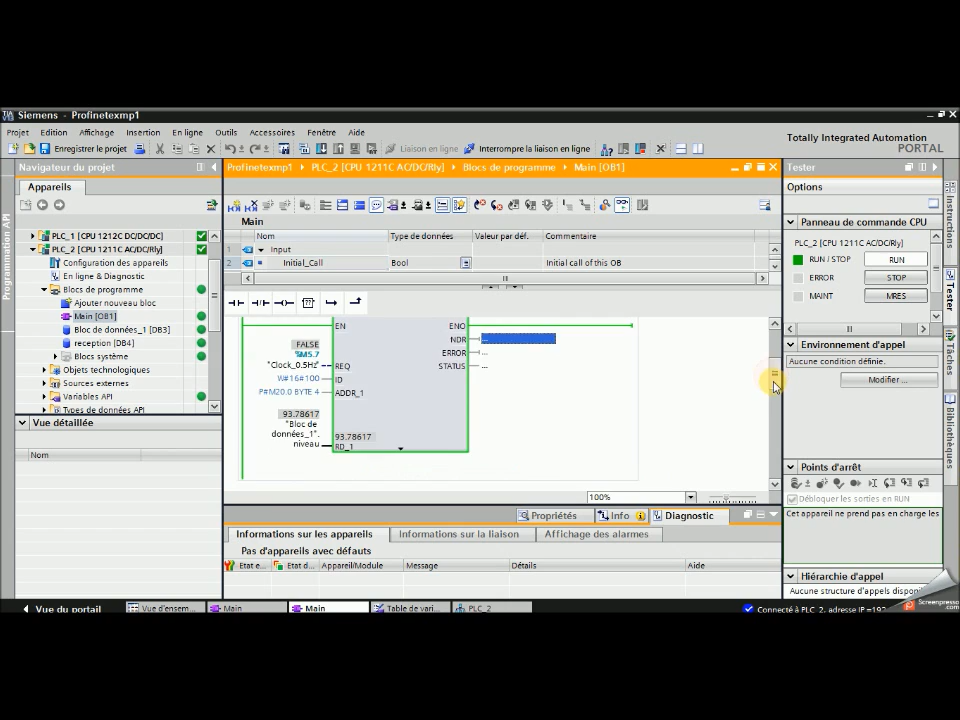 Siemens - Profinetexmp1
Projet Edition Affichage Insertion En ligne Outils Accessoires Fenêtre Aide
Totally Integrated Automation
PORTAL
Enregistrer le projet Liaison en ligne Interrompre la liaison en ligne
Navigateur du projet
Profinetexmp1 PLC_2 [CPU 1211C AC/DC/Rly] Blocs de programme Main [OB1]
Tester
Appareils
Options
Programmation API
PLC_1 [CPU 1212C DC/DC/DC]
PLC_2 [CPU 1211C AC/DC/Rly]
Configuration des appareils
En ligne & Diagnostic
Blocs de programme
Ajouter nouveau bloc
Main [OB1]
Bloc de données_1 [DB3]
reception [DB4]
Blocs système
Objets technologiques
Sources externes
Variables API
Types de données API
Vue détaillée
Nom
Main
Nom Type de données Valeur par déf. Commentaire
1 Input
2 Initial_Call Bool Initial call of this OB
EN ENO
NDR ...
FALSE
%M5.7
"Clock_0.5Hz" REQ
ERROR ...
STATUS ...
W#16#100 ID
P#M20.0 BYTE 4 ADDR_1
93.78617
"Bloc de
données_1".
niveau
93.78617
RD_1
100%
Propriétés Info Diagnostic
Informations sur les appareils Informations sur la liaison Affichage des alarmes
Pas d'appareils avec défauts
Etat e... Etat d... Appareil/Module Message Détails Aide
Panneau de commande CPU
PLC_2 [CPU 1211C AC/DC/Rly]
RUN / STOP RUN
ERROR STOP
MAINT MRES
Environnement d'appel
Aucune condition définie.
Modifier ...
Points d'arrêt
Débloquer les sorties en RUN
Cet appareil ne prend pas en charge les
Hiérarchie d'appel
Aucune structure d'appels disponi
Instructions
Tester
Tâches
Bibliothèques
Vue du portail Vue d'ensem... Main Main Table de vari... PLC_2
Connecté à PLC_2, adresse IP =192
Screenpresso
.com